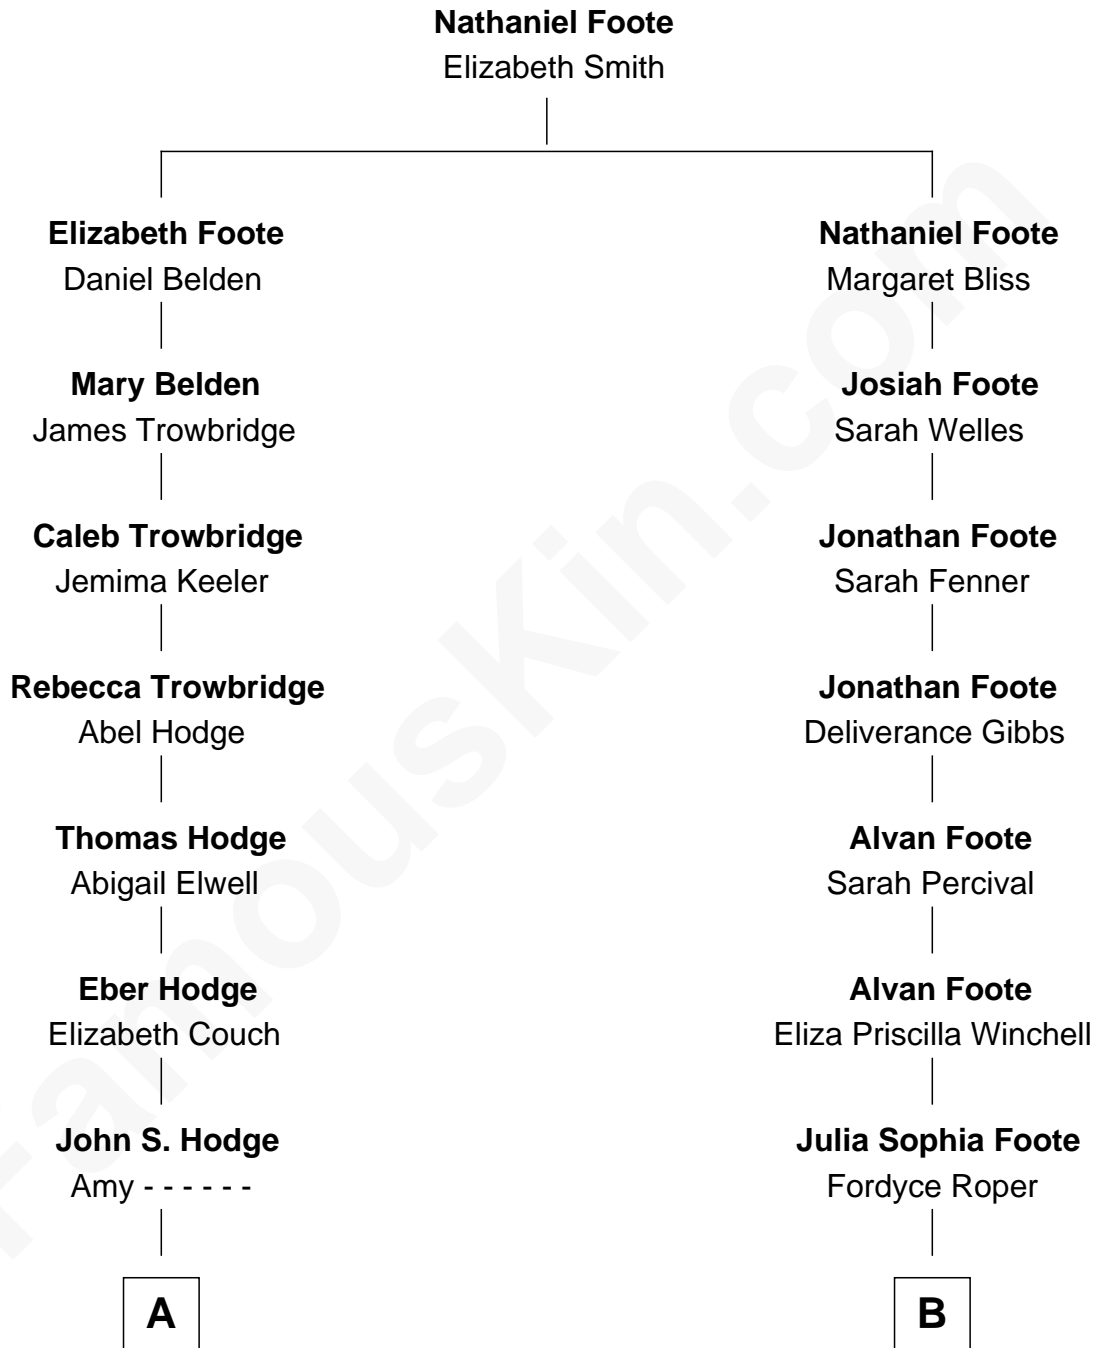 Nathaniel Foote
Elizabeth Smith
Elizabeth Foote
Daniel Belden
Nathaniel Foote
Margaret Bliss
Mary Belden
James Trowbridge
Josiah Foote
Sarah Welles
Caleb Trowbridge
Jemima Keeler
Jonathan Foote
Sarah Fenner
Rebecca Trowbridge
Abel Hodge
Jonathan Foote
Deliverance Gibbs
Thomas Hodge
Abigail Elwell
Alvan Foote
Sarah Percival
Eber Hodge
Elizabeth Couch
Alvan Foote
Eliza Priscilla Winchell
John S. Hodge
Amy - - - - - -
Julia Sophia Foote
Fordyce Roper
A
B
FamousKin.com